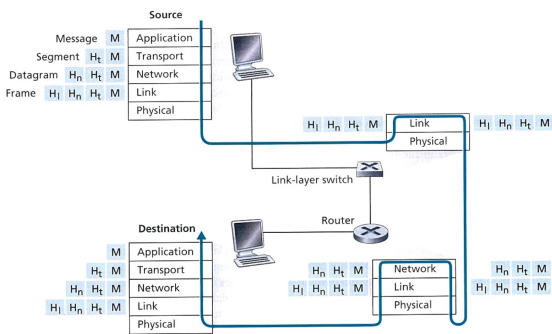 Source
Message M Application
Segment Ht M Transport
Datagram Hn Ht M Network
Frame Hl Hn Ht M Link
Physical
Hl Hn Ht M Link Hl Hn Ht M
Physical
Link-layer switch
Router
Destination
M Application
Ht M Transport
Hn Ht M Network
Hl Hn Ht M Link
Physical
Hn Ht M Network Hn Ht M
Hl Hn Ht M Link Hl Hn Ht M
Physical